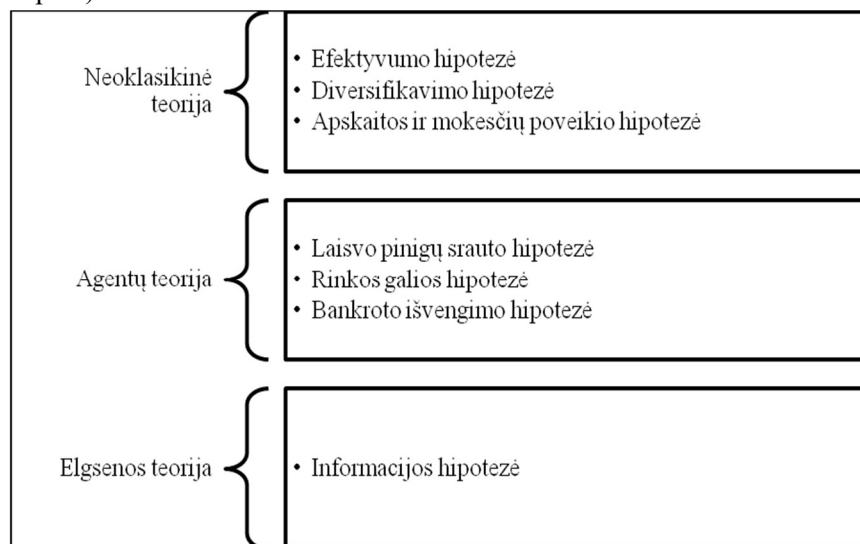 Neoklasikinė
teorija
• Efektyvumo hipotezė
• Diversifikavimo hipotezė
• Apskaitos ir mokesčių poveikio hipotezė
Agentų teorija
• Laisvo pinigų srauto hipotezė
• Rinkos galios hipotezė
• Bankroto išvengimo hipotezė
Elgsenos teorija
• Informacijos hipotezė